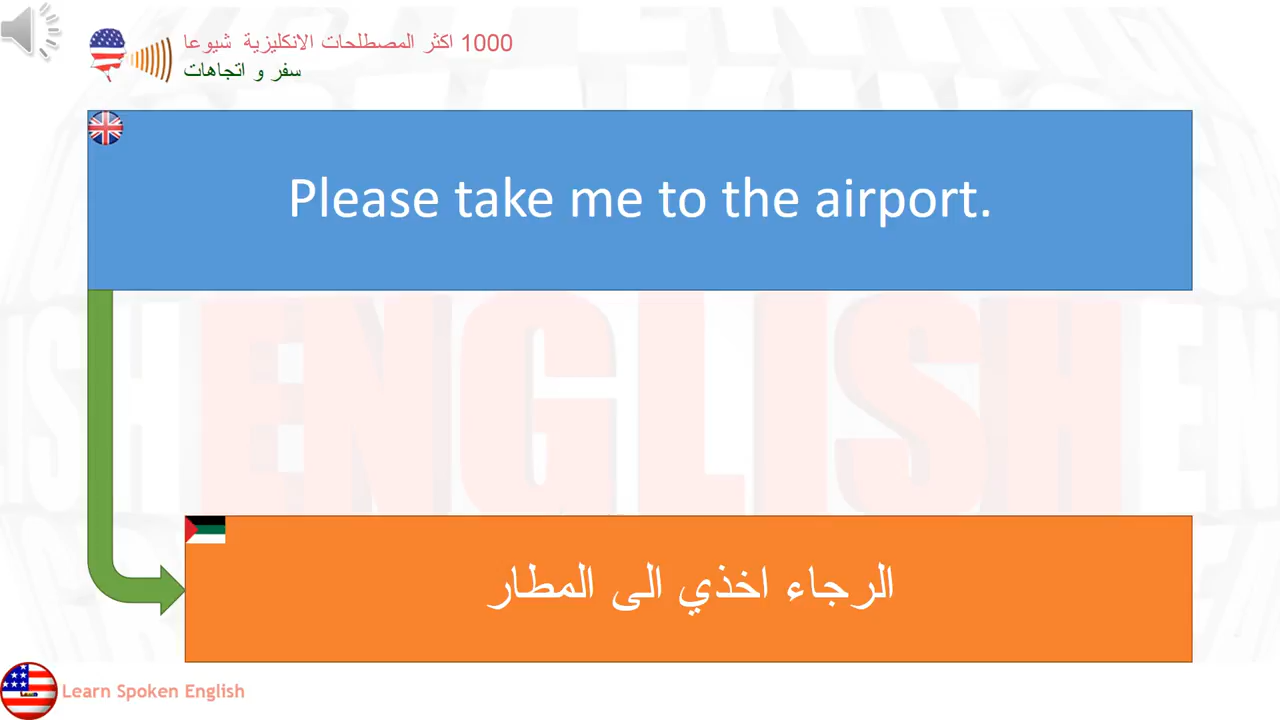 1000 اكثر المصطلحات الانكليزية شيوعا
سفر و اتجاهات
Please take me to the airport.
الرجاء اخذي الى المطار
Learn Spoken English